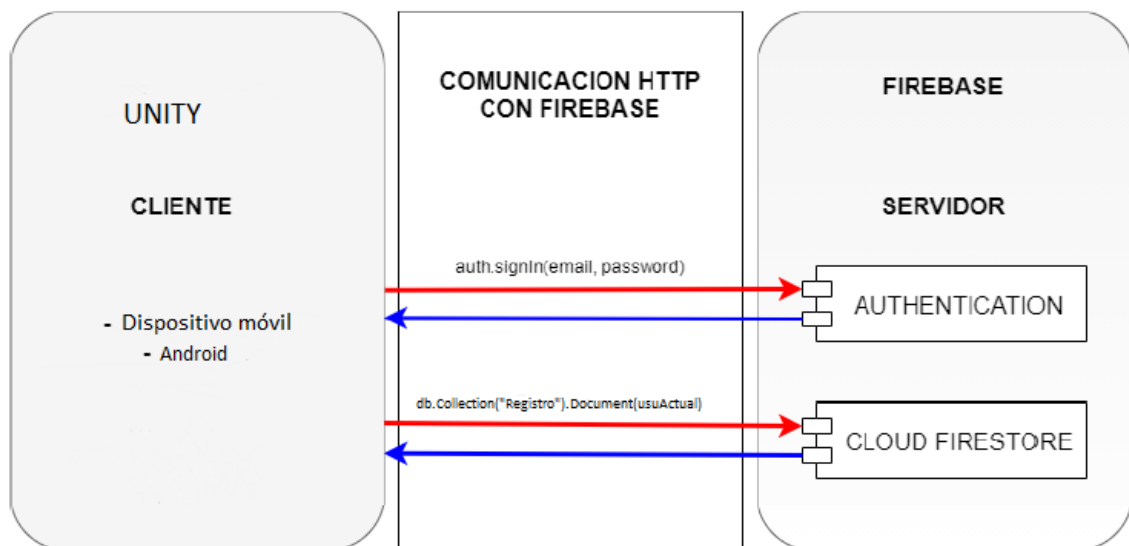 UNITY
CLIENTE
- Dispositivo móvil
- Android
COMUNICACION HTTP
CON FIREBASE
auth.signIn(email, password)
db.Collection("Registro").Document(usuActual)
FIREBASE
SERVIDOR
AUTHENTICATION
CLOUD FIRESTORE